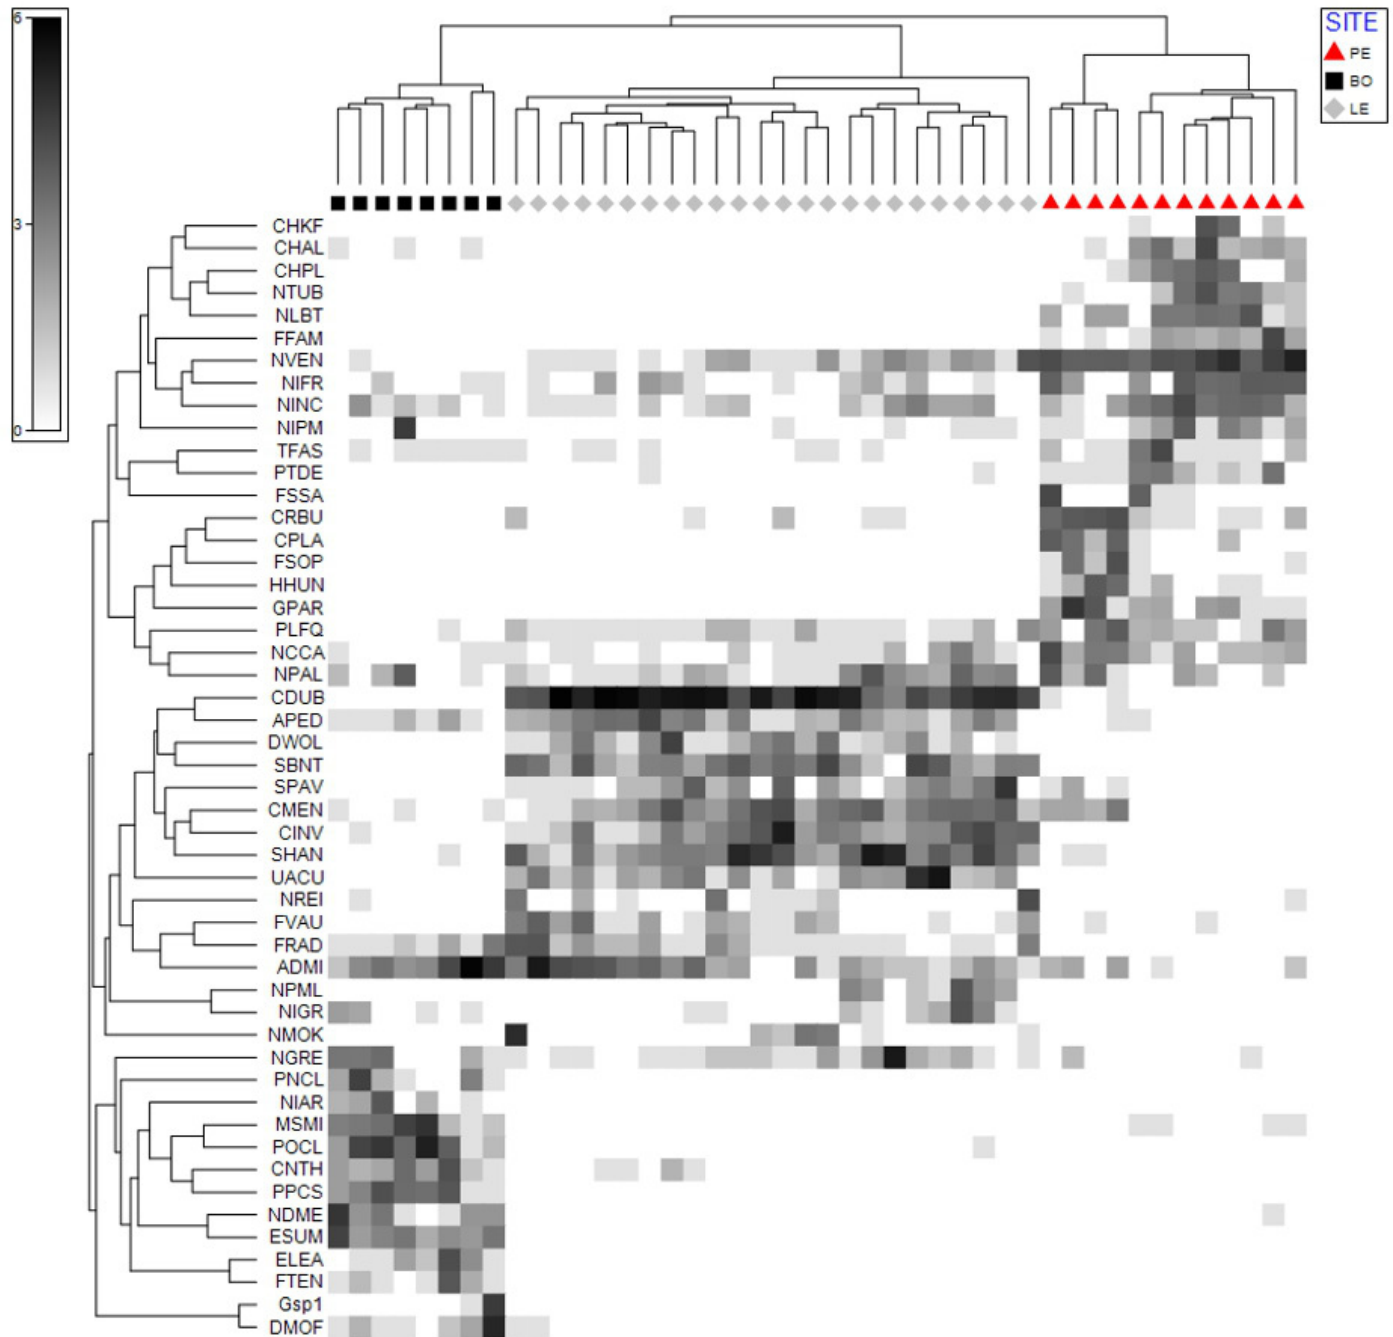 6
3
0
SITE
PE
BO
LE
CHKF
CHAL
CHPL
NTUB
NLBT
FFAM
NVEN
NIFR
NINC
NIPM
TFAS
PTDE
FSSA
CRBU
CPLA
FSOP
HHUN
GPAR
PLFQ
NCCA
NPAL
CDUB
APED
DWOL
SBNT
SPAV
CMEN
CINV
SHAN
UACU
NREI
FVAU
FRAD
ADMI
NPML
NIGR
NMOK
NGRE
PNCL
NIAR
MSMI
POCL
CNTH
PPCS
NDME
ESUM
ELEA
FTEN
Gsp1
DMOF